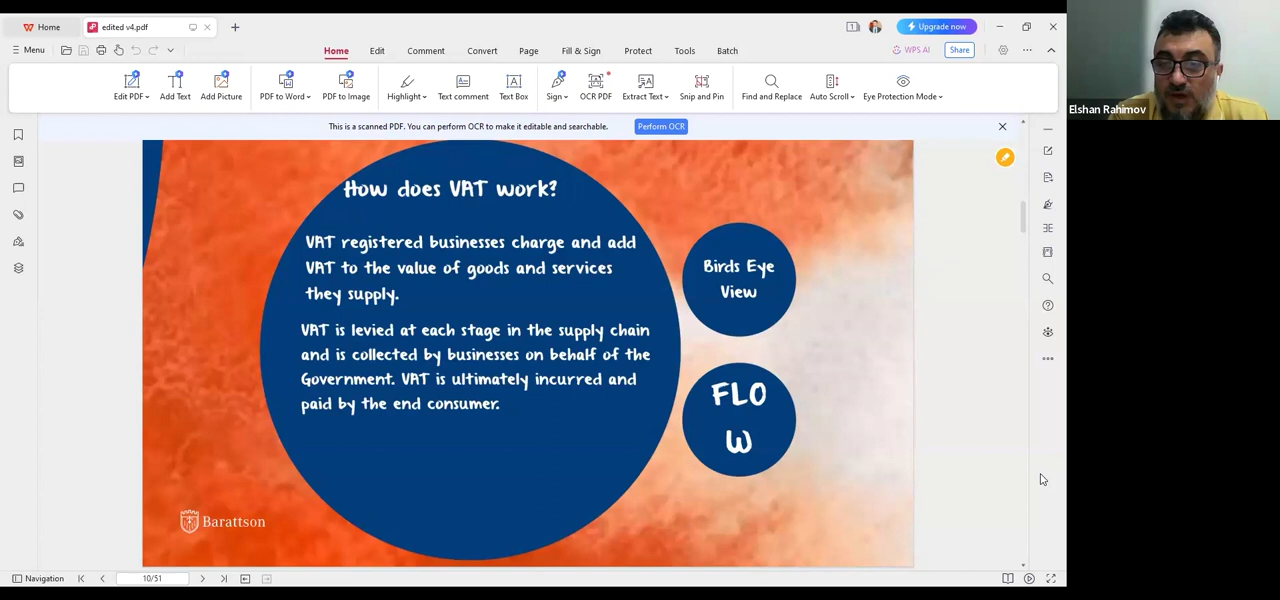 Home
edited v4.pdf
1
Upgrade now
Menu
Home
Edit
Comment
Convert
Page
Fill & Sign
Protect
Tools
Batch
WPS AI
Share
Edit PDF
Add Text
Add Picture
PDF to Word
PDF to Image
Highlight
Text comment
Text Box
Sign
OCR PDF
Extract Text
Snip and Pin
Find and Replace
Auto Scroll
Eye Protection Mode
This is a scanned PDF. You can perform OCR to make it editable and searchable.
Perform OCR
How does VAT work?
VAT registered businesses charge and add
VAT to the value of goods and services
they supply.
VAT is levied at each stage in the supply chain
and is collected by businesses on behalf of the
Government. VAT is ultimately incurred and
paid by the end consumer.
Birds Eye
View
FLO
W
Barattson
Navigation
10/51
Elshan Rahimov